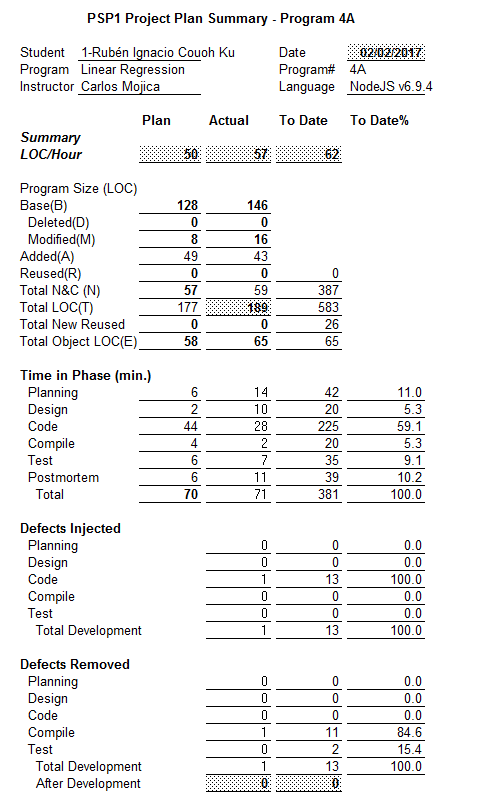 PSP1 Project Plan Summary - Program 4A
Student 1-Rubén Ignacio Couoh Ku Date 02/02/2017
Program Linear Regression Program# 4A
Instructor Carlos Mojica Language NodeJS v6.9.4
Plan Actual To Date To Date%
Summary
LOC/Hour 50 57 62
Program Size (LOC)
Base(B) 128 146
Deleted(D) 0 0
Modified(M) 8 16
Added(A) 49 43
Reused(R) 0 0 0
Total N&C (N) 57 59 387
Total LOC(T) 177 189 583
Total New Reused 0 0 26
Total Object LOC(E) 58 65 65
Time in Phase (min.)
Planning 6 14 42 11.0
Design 2 10 20 5.3
Code 44 28 225 59.1
Compile 4 2 20 5.3
Test 6 7 35 9.1
Postmortem 6 11 39 10.2
Total 70 71 381 100.0
Defects Injected
Planning 0 0 0.0
Design 0 0 0.0
Code 1 13 100.0
Compile 0 0 0.0
Test 0 0 0.0
Total Development 1 13 100.0
Defects Removed
Planning 0 0 0.0
Design 0 0 0.0
Code 0 0 0.0
Compile 1 11 84.6
Test 0 2 15.4
Total Development 1 13 100.0
After Development 0 0